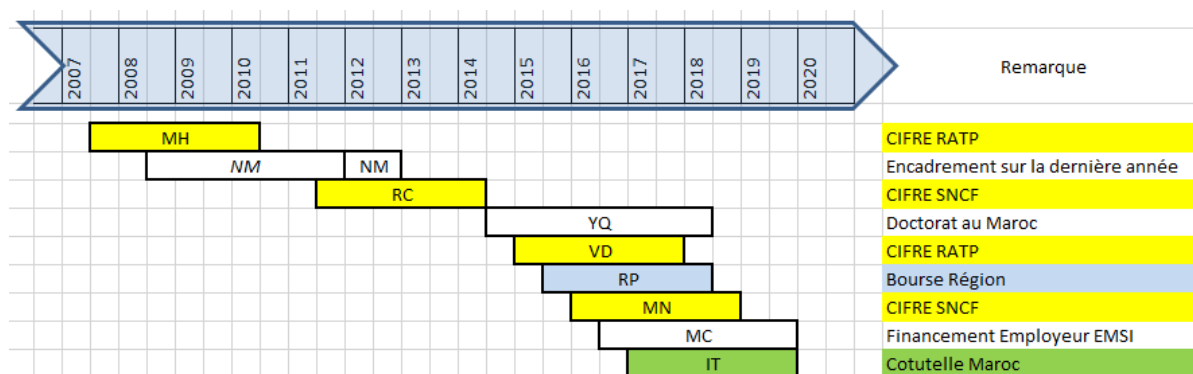 2007 2008 2009 2010 2011 2012 2013 2014 2015 2016 2017 2018 2019 2020 Remarque
MH CIFRE RATP
NM NM Encadrement sur la dernière année
RC CIFRE SNCF
YQ Doctorat au Maroc
VD CIFRE RATP
RP Bourse Région
MN CIFRE SNCF
MC Financement Employeur EMSI
IT Cotutelle Maroc